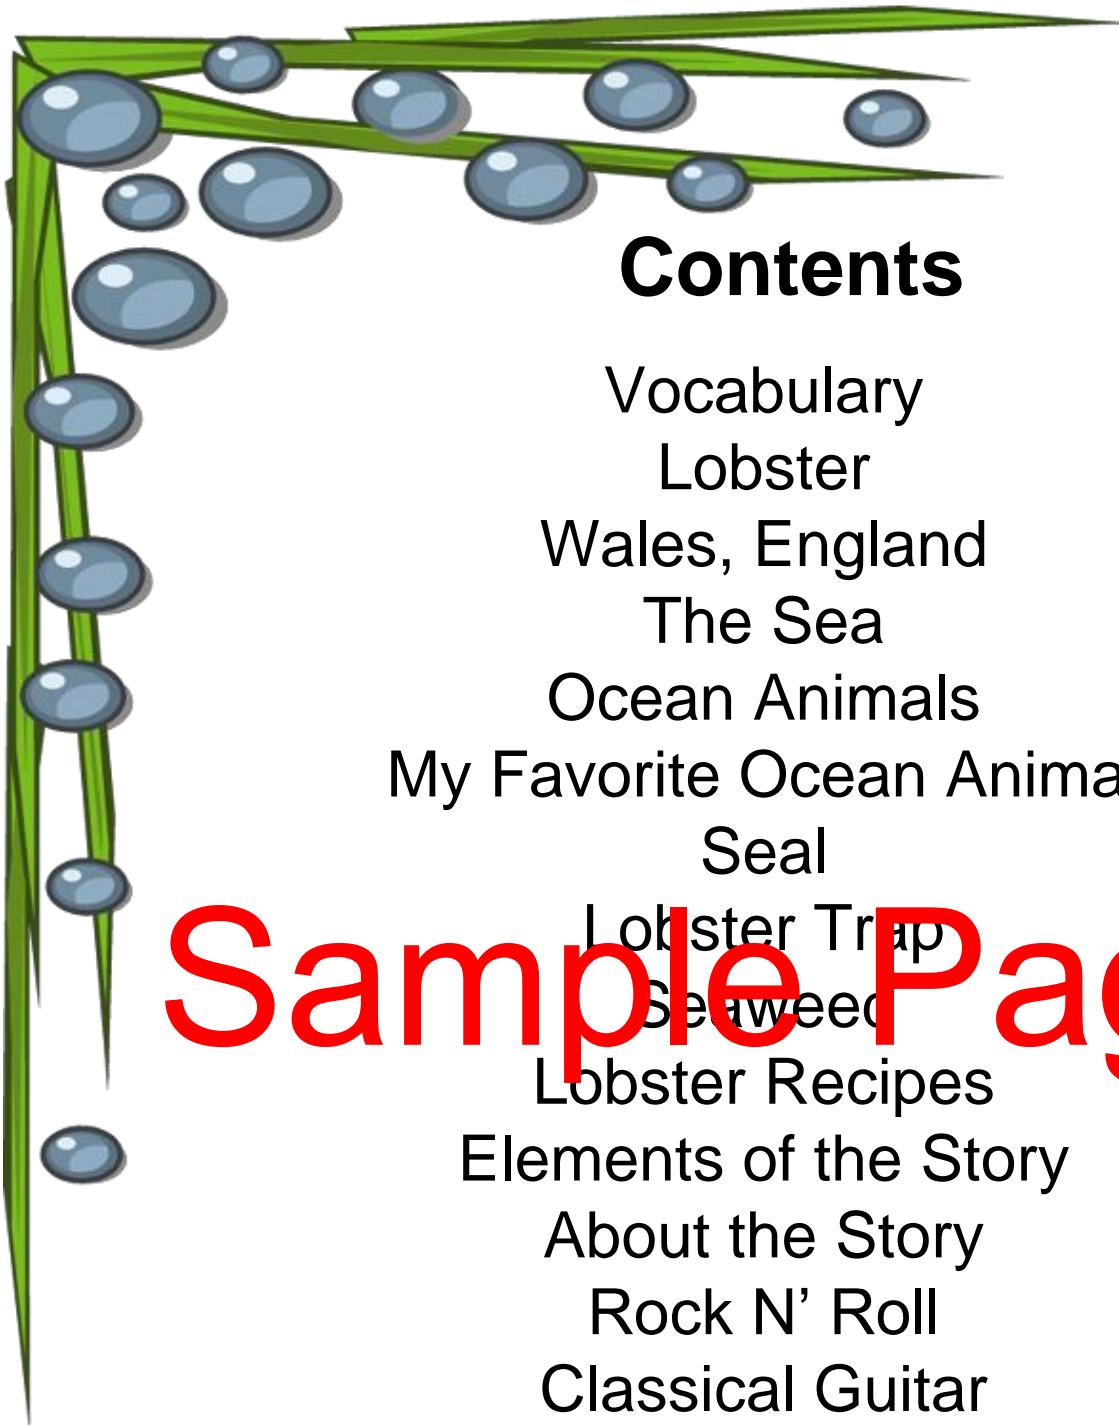 Contents
Vocabulary
Lobster
Wales, England
The Sea
Ocean Animals
My Favorite Ocean Anima
Seal
Lobster Trap
Sample Pag
Seaweed
Lobster Recipes
Elements of the Story
About the Story
Rock N’ Roll
Classical Guitar